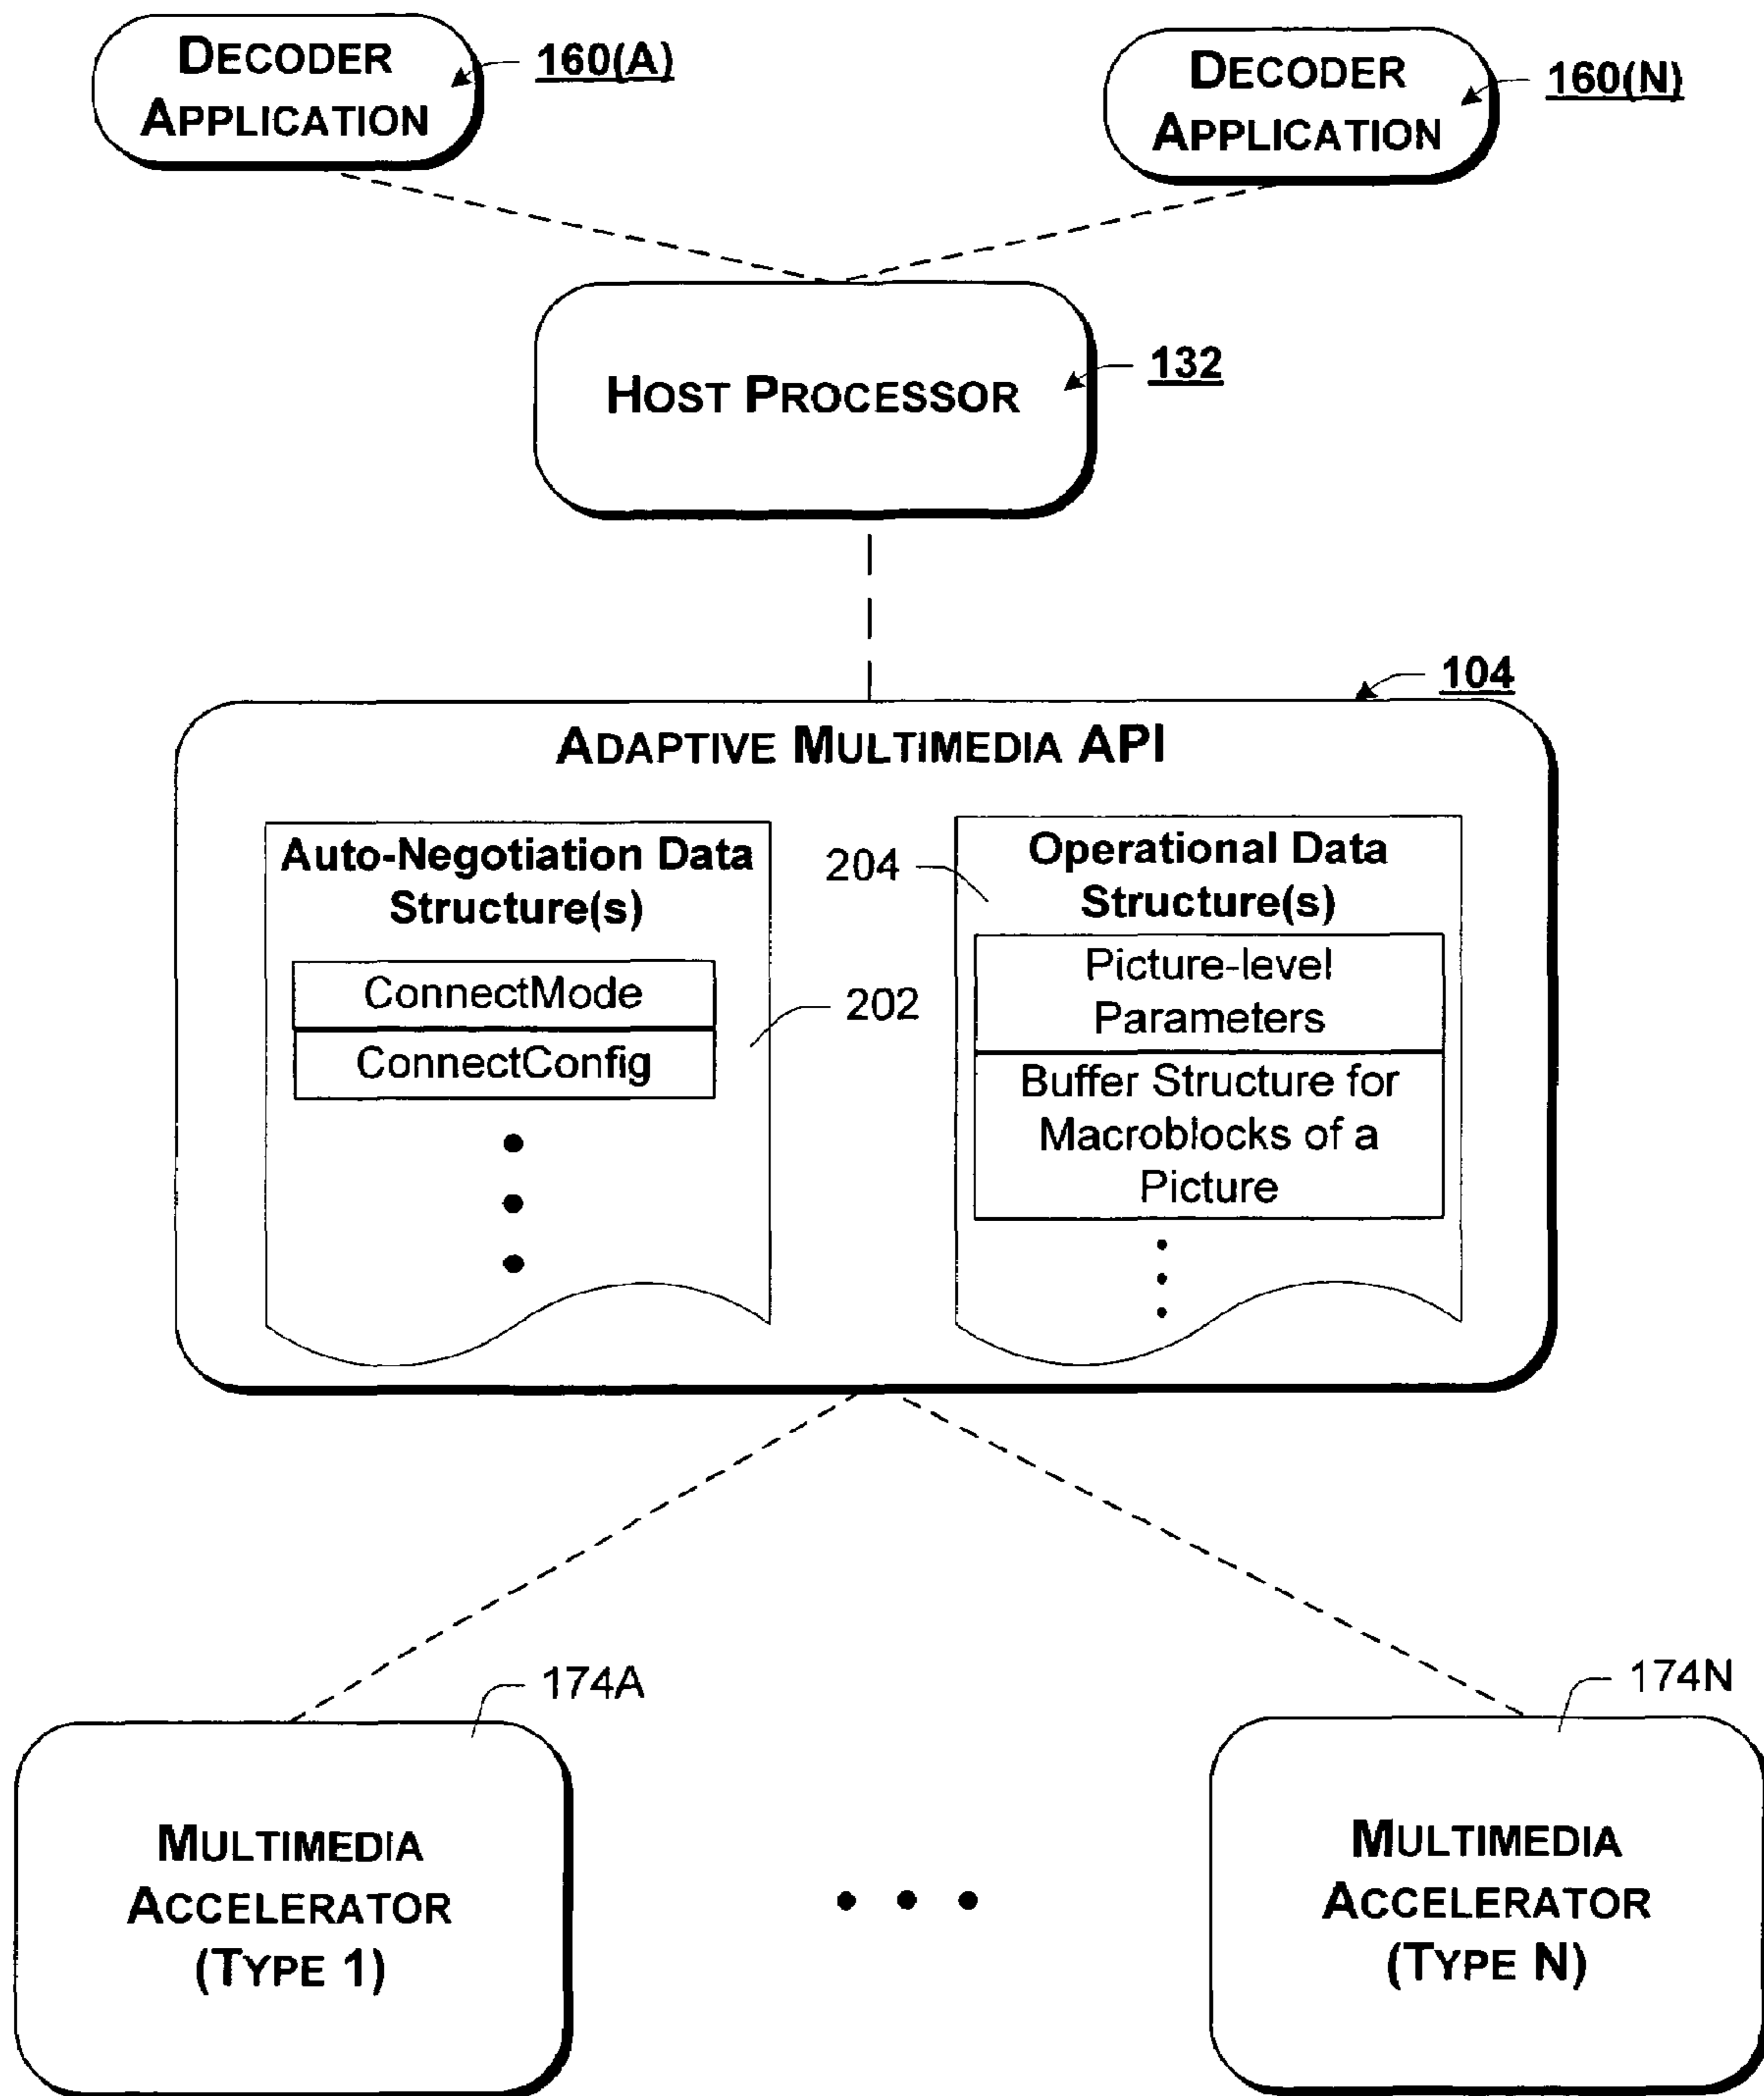 DECODER
APPLICATION
160(A)
DECODER
APPLICATION
160(N)
HOST PROCESSOR
132
104
ADAPTIVE MULTIMEDIA API
Auto-Negotiation Data
Structure(s)
ConnectMode
ConnectConfig
202
204
Operational Data
Structure(s)
Picture-level
Parameters
Buffer Structure for
Macroblocks of a
Picture
174A
MULTIMEDIA
ACCELERATOR
(TYPE 1)
174N
MULTIMEDIA
ACCELERATOR
(TYPE N)